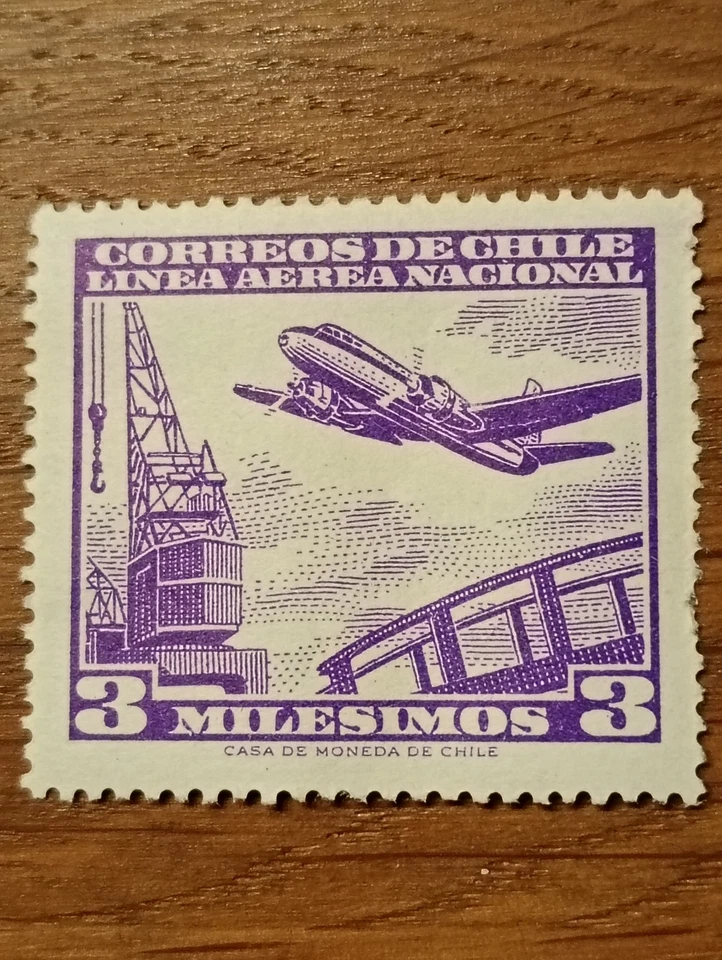 CORREOS DE CHILE
LINEA AEREA NACIONAL
3 MILESIMOS 3
CASA DE MONEDA DE CHILE